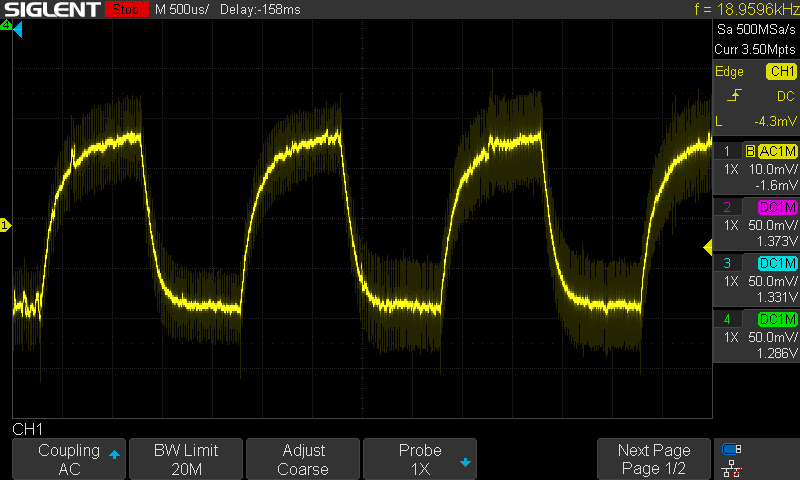 SIGLENT Stop M 500us/ Delay:-158ms f = 18.9596kHz
Sa 500MSa/s
Curr 3.50Mpts
Edge CH1
DC
L -4.3mV
1 B AC1M
1X 10.0mV/
-1.6mV
2 DC1M
1X 50.0mV/
1.373V
3 DC1M
1X 50.0mV/
1.331V
4 DC1M
1X 50.0mV/
1.286V
4
1
CH1
Coupling BW Limit Adjust Probe Next Page
AC 20M Coarse 1X Page 1/2